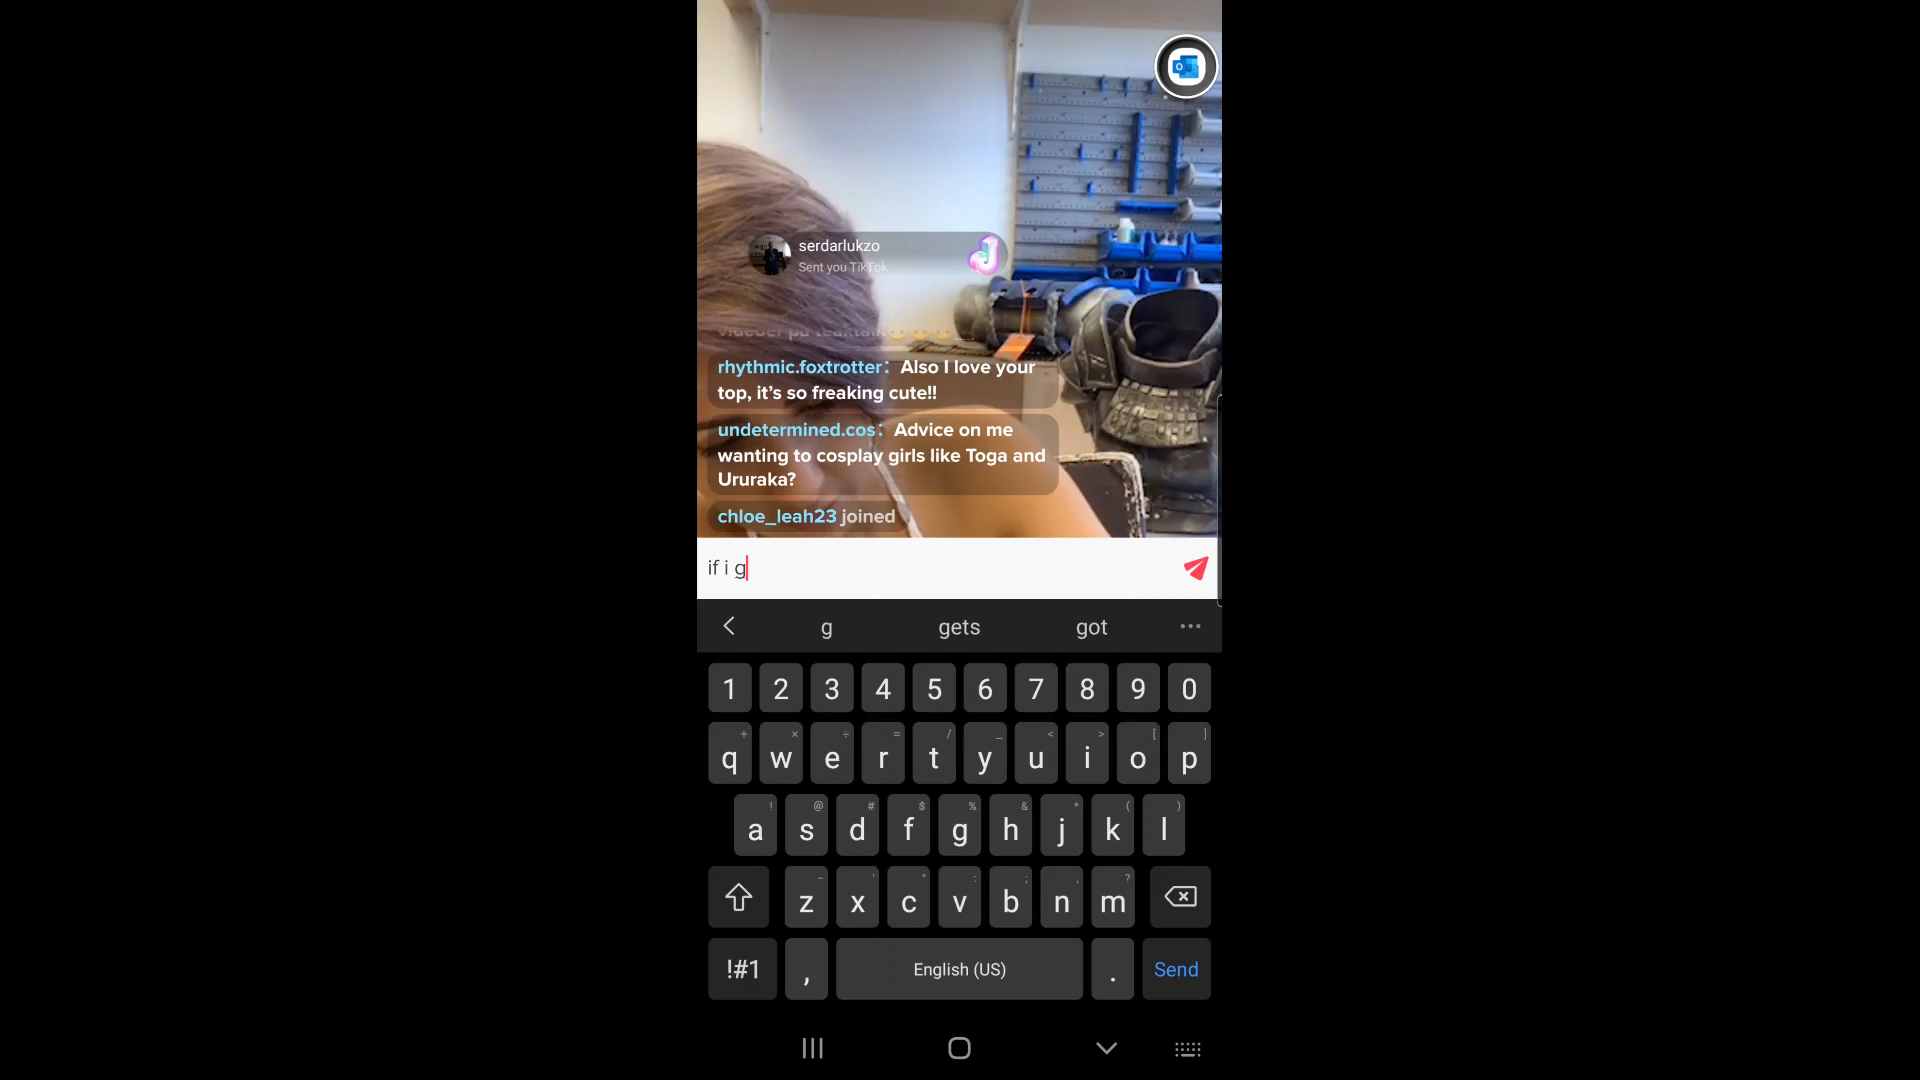 serdarlukzo
Sent you TikTok
rhythmic.foxtrotter: Also I love your
top, it's so freaking cute!!
undetermined.cos: Advice on me
wanting to cosplay girls like Toga and
Ururaka?
chloe_leah23 joined
if i g
g gets got
1 2 3 4 5 6 7 8 9 0
+ × ÷ = / _ < > [ ]
q w e r t y u i o p
! @ # $ % & * ( )
a s d f g h j k l
- ' " : ; , ?
z x c v b n m
!#1 , English (US) . Send